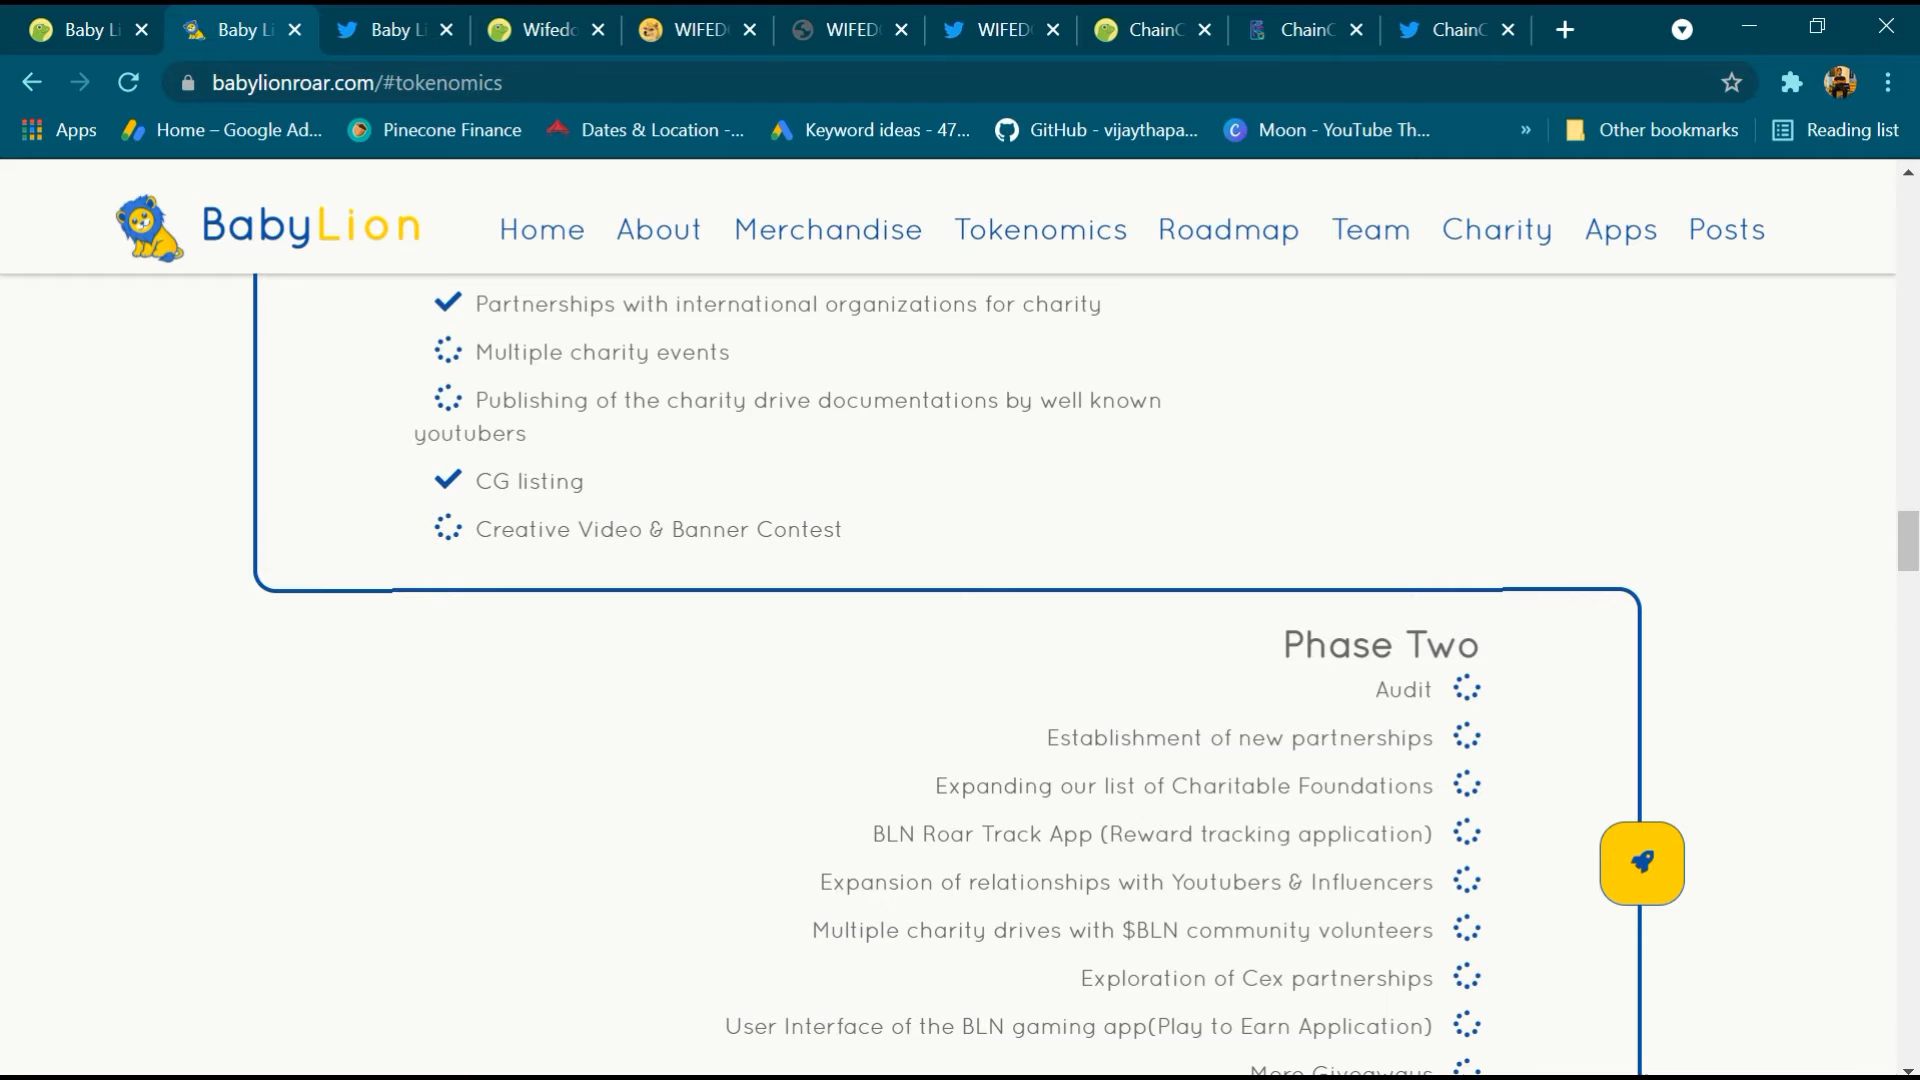 Baby Li
Baby Li
Baby Li
Wifedo
WIFED
WIFED
WIFED
ChainC
ChainC
ChainC
babylionroar.com/#tokenomics
Apps
Home – Google Ad...
Pinecone Finance
Dates & Location -...
Keyword ideas - 47...
GitHub - vijaythapa...
Moon - YouTube Th...
»
Other bookmarks
Reading list
BabyLion
Home
About
Merchandise
Tokenomics
Roadmap
Team
Charity
Apps
Posts
Partnerships with international organizations for charity
Multiple charity events
Publishing of the charity drive documentations by well known
youtubers
CG listing
Creative Video & Banner Contest
Phase Two
Audit
Establishment of new partnerships
Expanding our list of Charitable Foundations
BLN Roar Track App (Reward tracking application)
Expansion of relationships with Youtubers & Influencers
Multiple charity drives with $BLN community volunteers
Exploration of Cex partnerships
User Interface of the BLN gaming app(Play to Earn Application)
More Giveaways